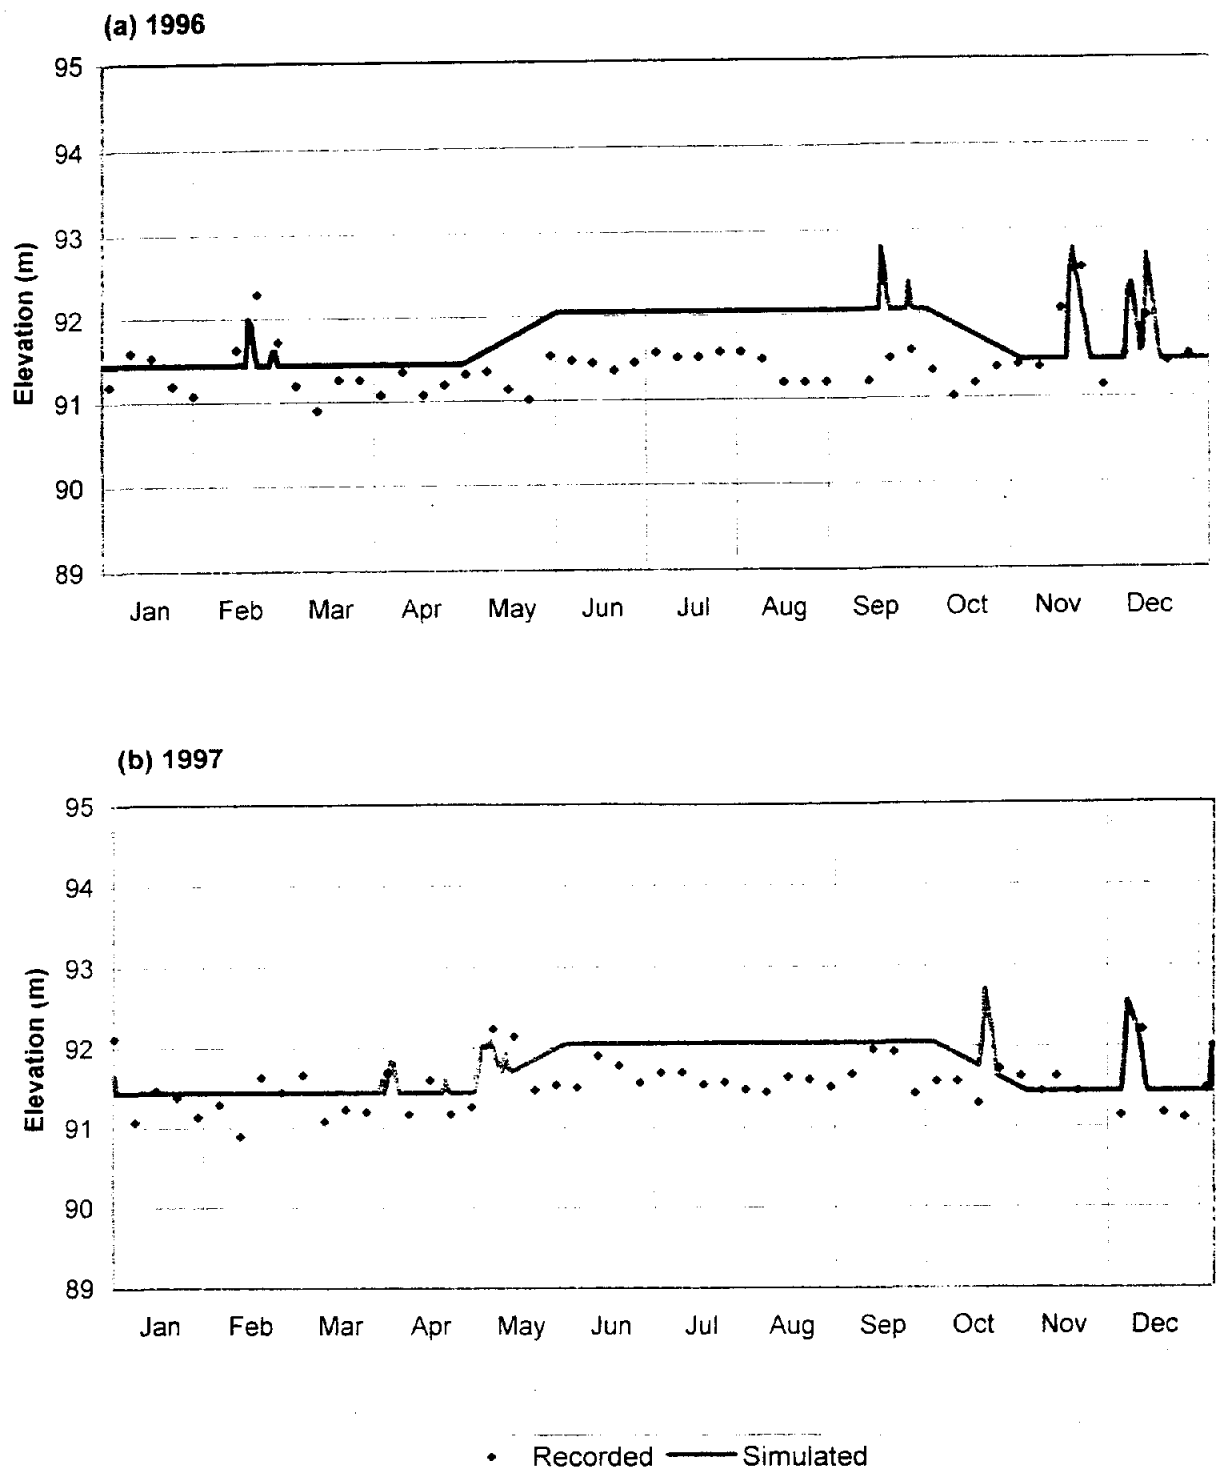 (a) 1996
95
94
93
92
91
90
89
Elevation (m)
Jan Feb Mar Apr May Jun Jul Aug Sep Oct Nov Dec
(b) 1997
95
94
93
92
91
90
89
Elevation (m)
Jan Feb Mar Apr May Jun Jul Aug Sep Oct Nov Dec
Recorded Simulated